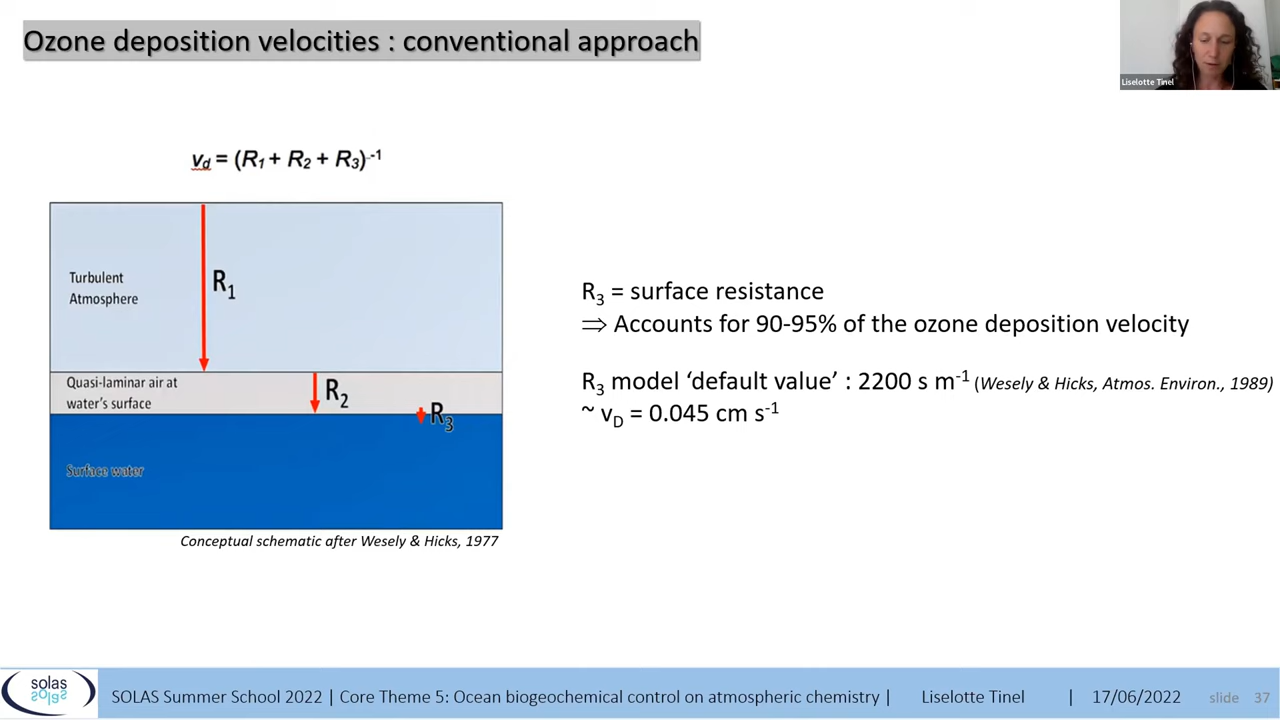 Ozone deposition velocities : conventional approach
Liselotte Tinel
v_d = (R₁ + R₂ + R₃)⁻¹
Turbulent
Atmosphere
R₁
Quasi-laminar air at
water's surface
R₂
R₃
Surface water
Conceptual schematic after Wesely & Hicks, 1977
R₃ = surface resistance
⇒ Accounts for 90-95% of the ozone deposition velocity
R₃ model ‘default value’ : 2200 s m⁻¹ (Wesely & Hicks, Atmos. Environ., 1989)
~ v_D = 0.045 cm s⁻¹
solas
SOLAS Summer School 2022 | Core Theme 5: Ocean biogeochemical control on atmospheric chemistry | Liselotte Tinel | 17/06/2022 slide 37